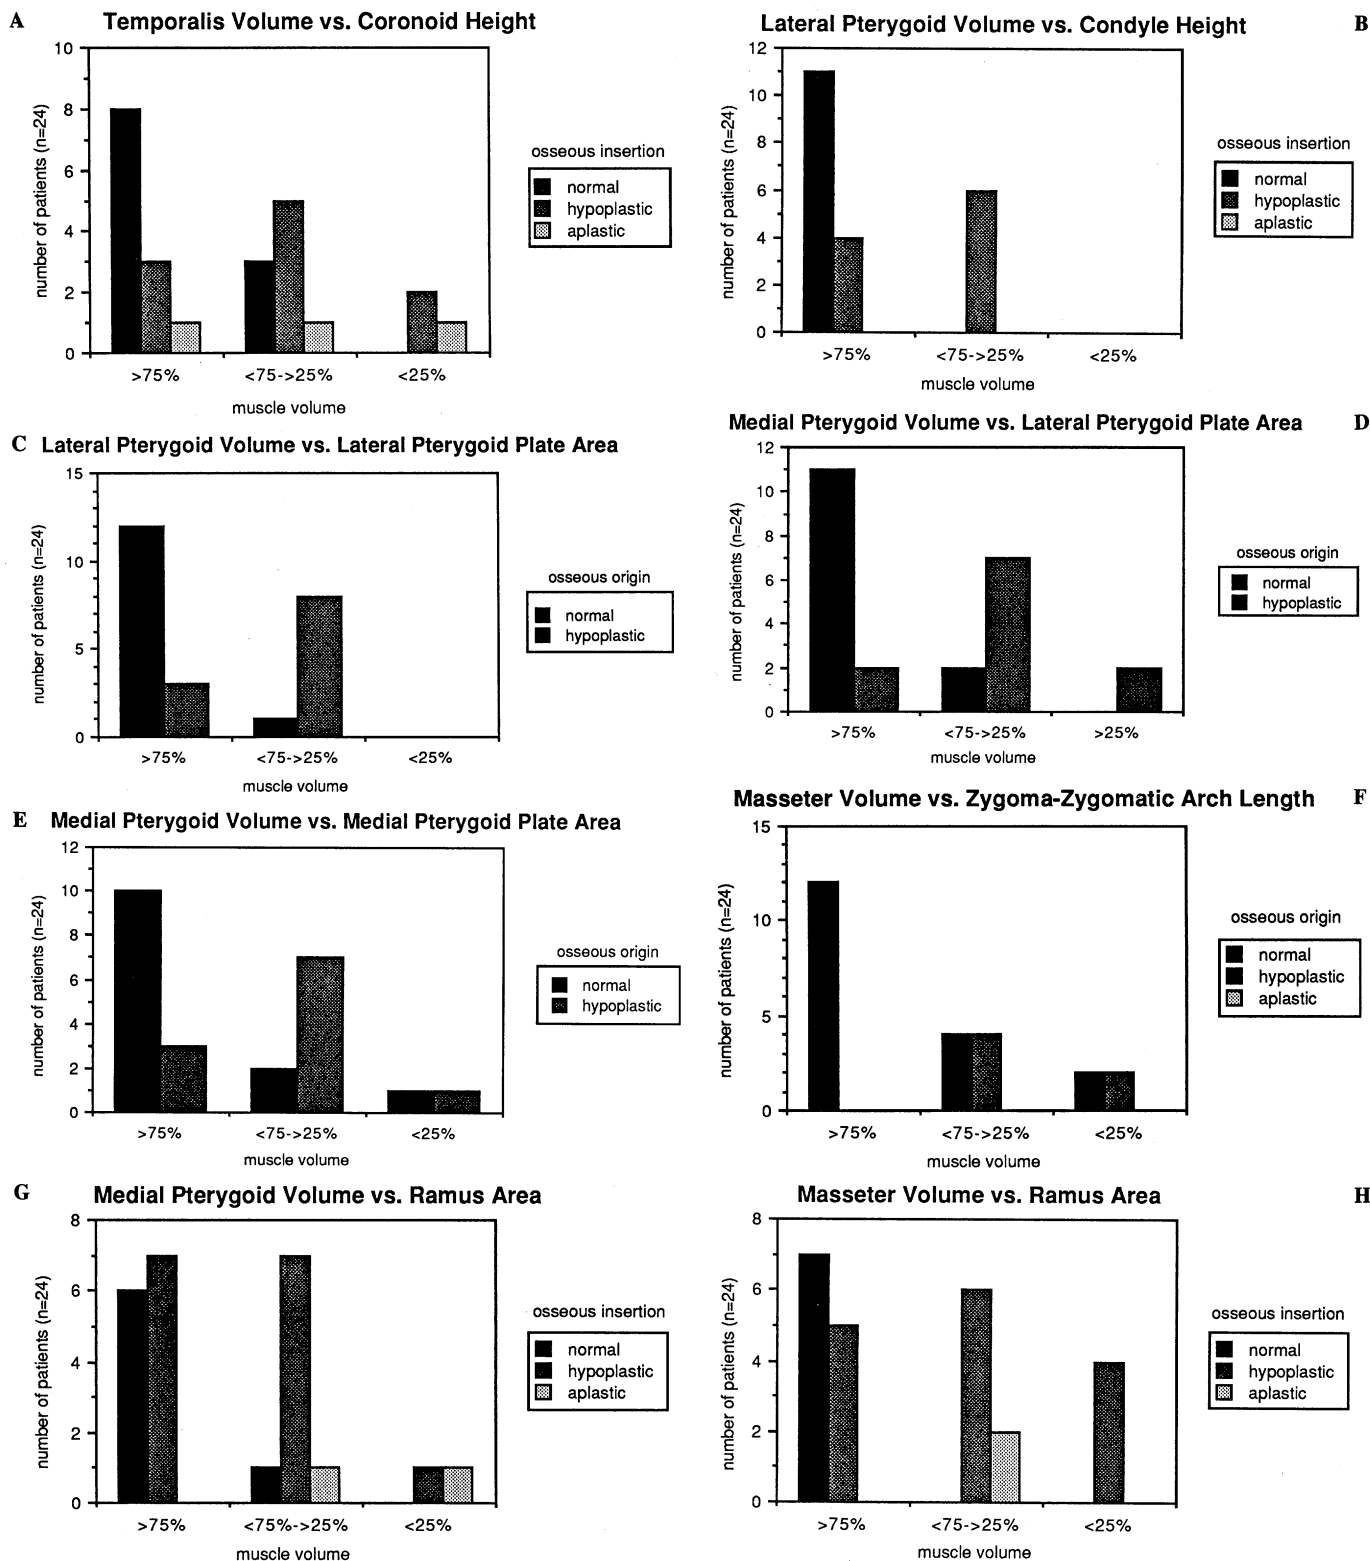 A Temporalis Volume vs. Coronoid Height
number of patients (n=24)
10
8
6
4
2
0
>75% <75->25% <25%
muscle volume
osseous insertion
normal
hypoplastic
aplastic
Lateral Pterygoid Volume vs. Condyle Height B
number of patients (n=24)
12
10
8
6
4
2
0
>75% <75->25% <25%
muscle volume
osseous insertion
normal
hypoplastic
aplastic
C Lateral Pterygoid Volume vs. Lateral Pterygoid Plate Area
number of patients (n=24)
15
10
5
0
>75% <75->25% <25%
muscle volume
osseous origin
normal
hypoplastic
Medial Pterygoid Volume vs. Lateral Pterygoid Plate Area D
number of patients (n=24)
12
10
8
6
4
2
0
>75% <75->25% >25%
muscle volume
osseous origin
normal
hypoplastic
E Medial Pterygoid Volume vs. Medial Pterygoid Plate Area
number of patients (n=24)
12
10
8
6
4
2
0
>75% <75->25% <25%
muscle volume
osseous origin
normal
hypoplastic
Masseter Volume vs. Zygoma-Zygomatic Arch Length F
number of patients (n=24)
15
10
5
0
>75% <75->25% <25%
muscle volume
osseous origin
normal
hypoplastic
aplastic
G Medial Pterygoid Volume vs. Ramus Area
number of patients (n=24)
8
6
4
2
0
>75% <75%->25% <25%
muscle volume
osseous insertion
normal
hypoplastic
aplastic
Masseter Volume vs. Ramus Area H
number of patients (n=24)
8
6
4
2
0
>75% <75->25% <25%
muscle volume
osseous insertion
normal
hypoplastic
aplastic